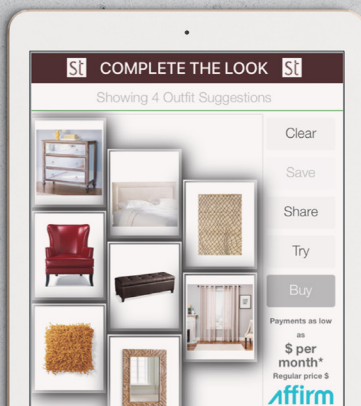 St COMPLETE THE LOOK St
Showing 4 Outfit Suggestions
Clear
Save
Share
Try
Buy
Payments as low
as
$ per
month*
Regular price $
affirm